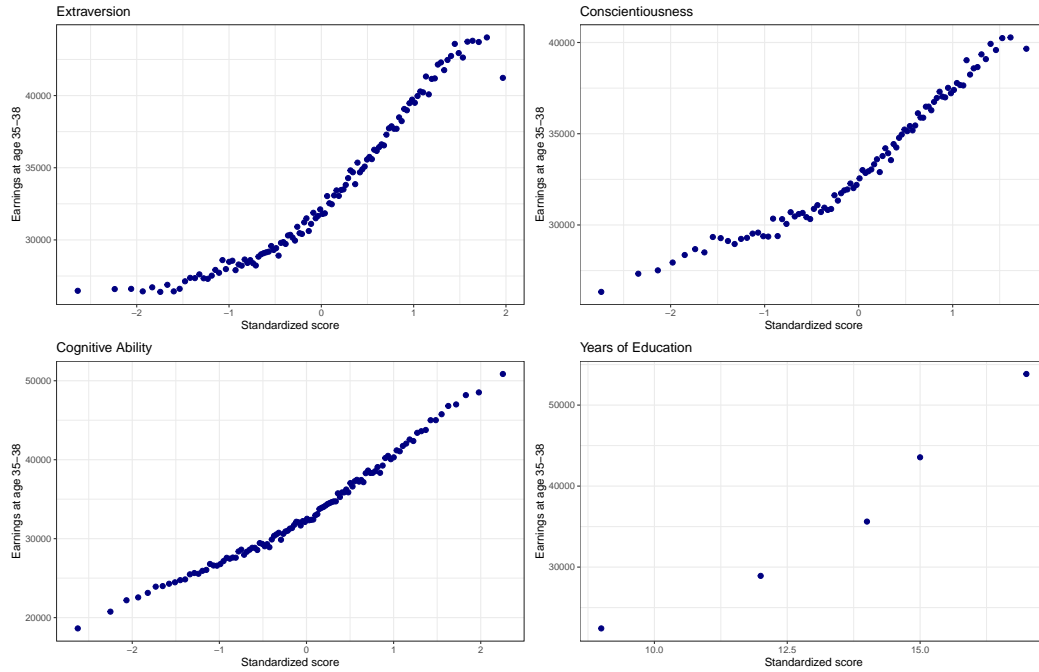 Extraversion
Earnings at age 35−38
40000
35000
30000
−2
−1
0
1
2
Standardized score
Conscientiousness
Earnings at age 35−38
40000
35000
30000
−2
−1
0
1
Standardized score
Cognitive Ability
Earnings at age 35−38
50000
40000
30000
20000
−2
−1
0
1
2
Standardized score
Years of Education
Earnings at age 35−38
50000
40000
30000
10.0
12.5
15.0
Standardized score